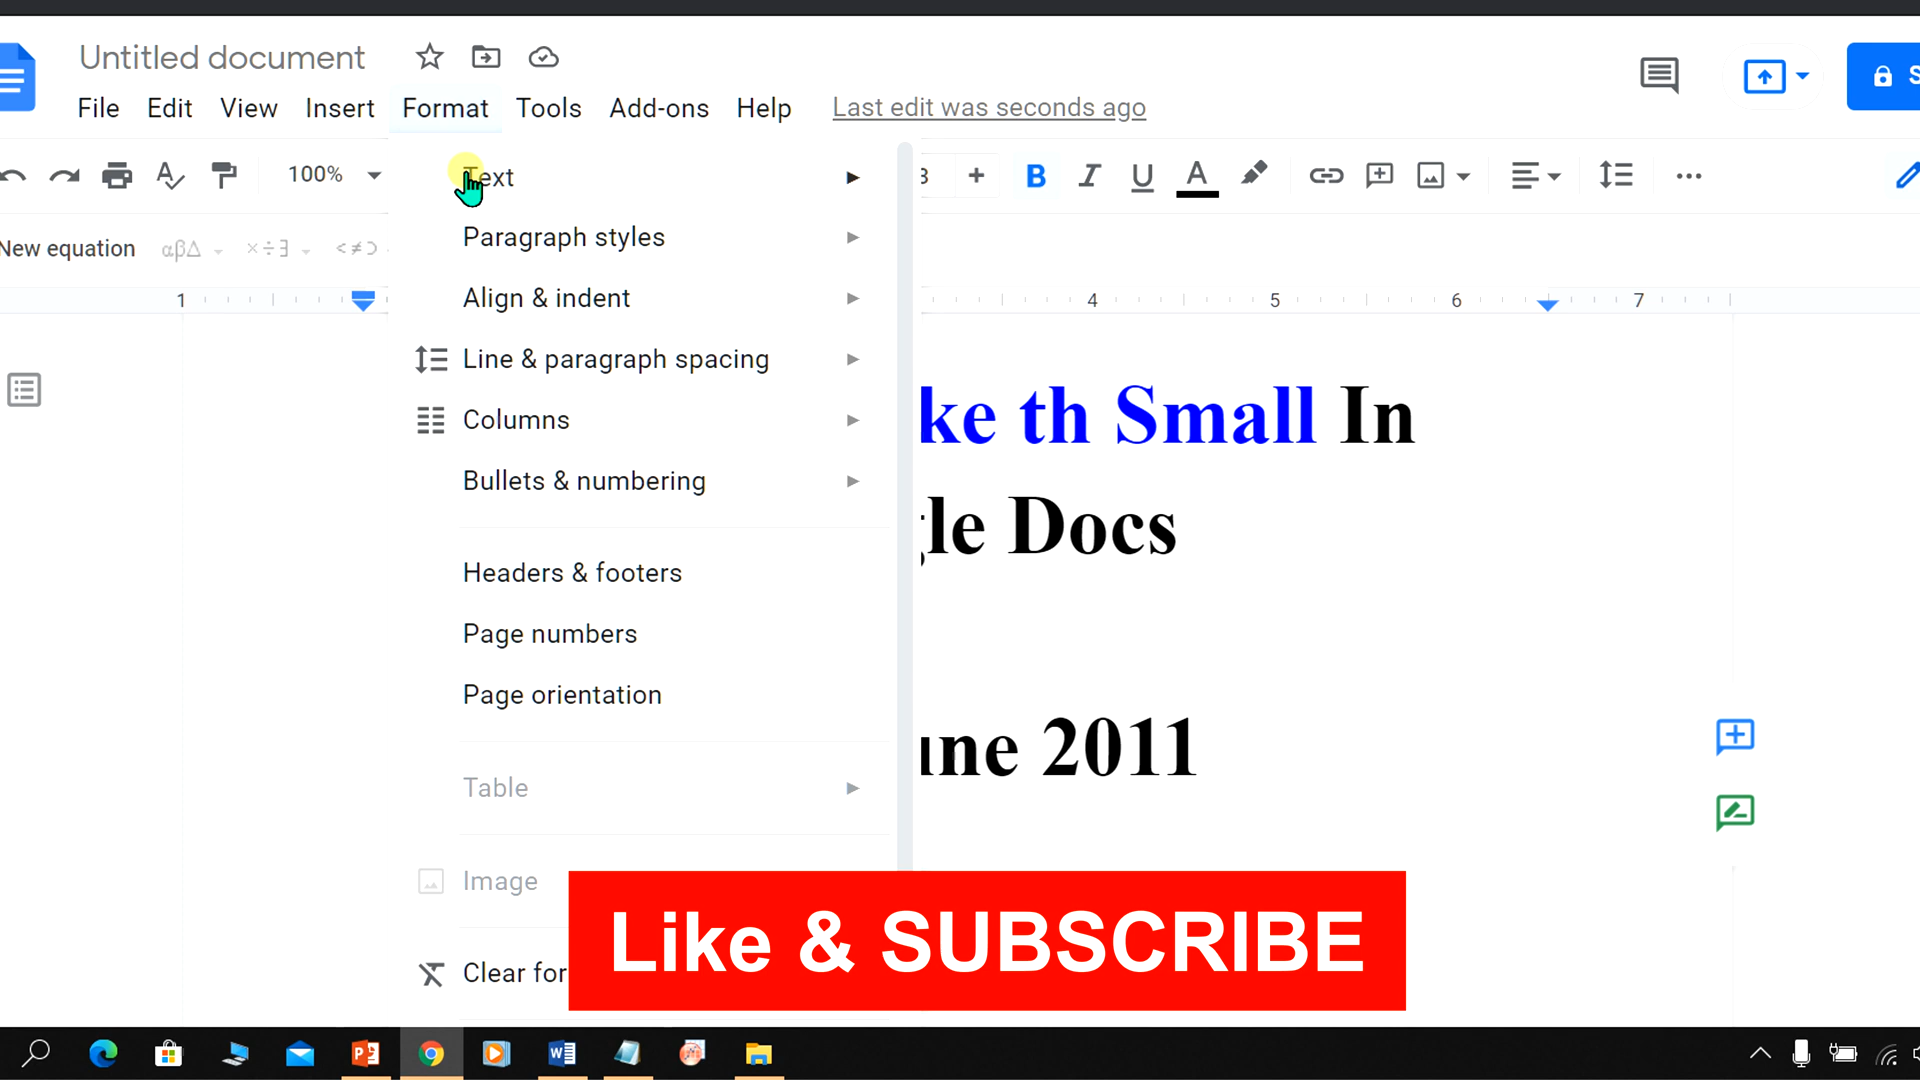 Untitled document
File Edit View Insert Format Tools Add-ons Help Last edit was seconds ago
100% B I U A
New equation αβΔ ×÷∃ <≠⊃
1 4 5 6 7
Text
Paragraph styles
Align & indent
Line & paragraph spacing
Columns
Bullets & numbering
Headers & footers
Page numbers
Page orientation
Table
Image
Clear for
ke th Small In
gle Docs
une 2011
Like & SUBSCRIBE